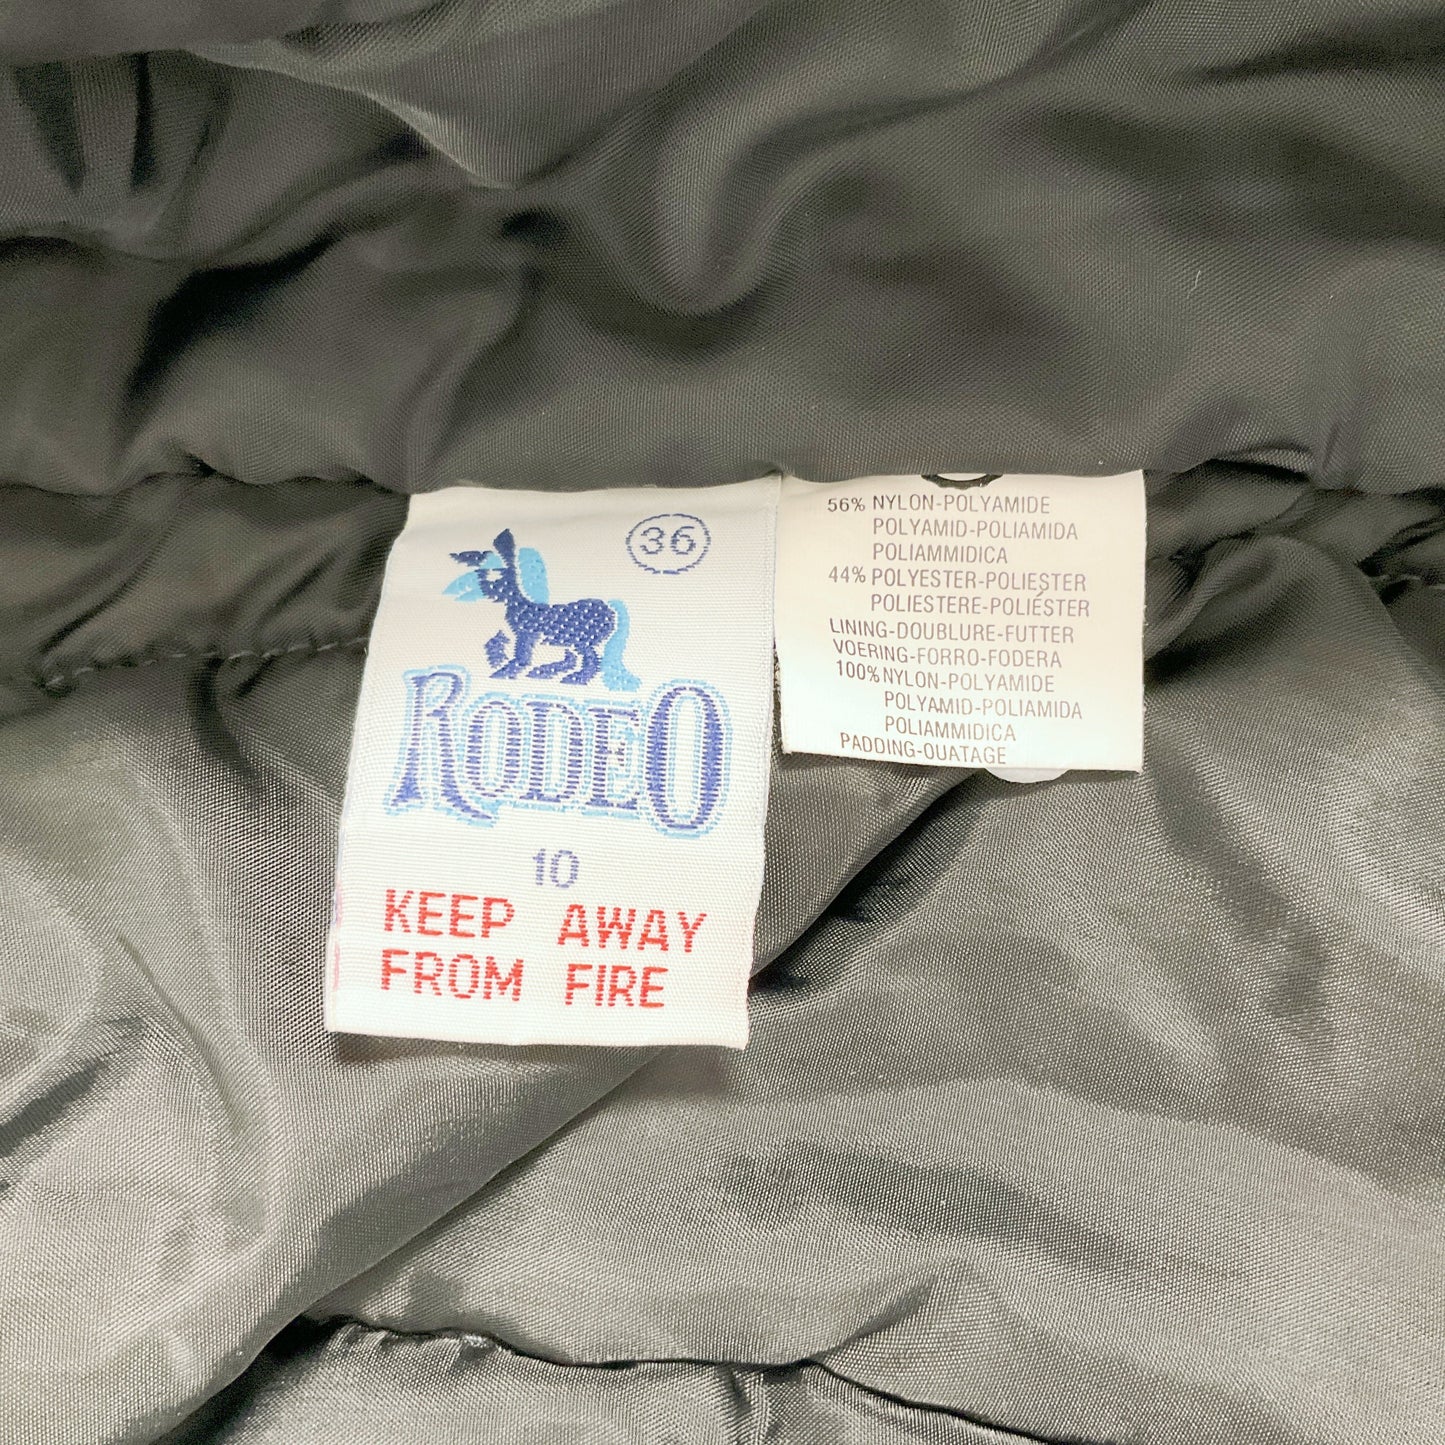 36
RODEO
10
KEEP AWAY
FROM FIRE
56% NYLON-POLYAMIDE
POLYAMID-POLIAMIDA
POLIAMMIDICA
44% POLYESTER-POLIESTER
POLIESTERE-POLIÉSTER
LINING-DOUBLURE-FUTTER
VOERING-FORRO-FODERA
100% NYLON-POLYAMIDE
POLYAMID-POLIAMIDA
POLIAMMIDICA
PADDING-OUATAGE